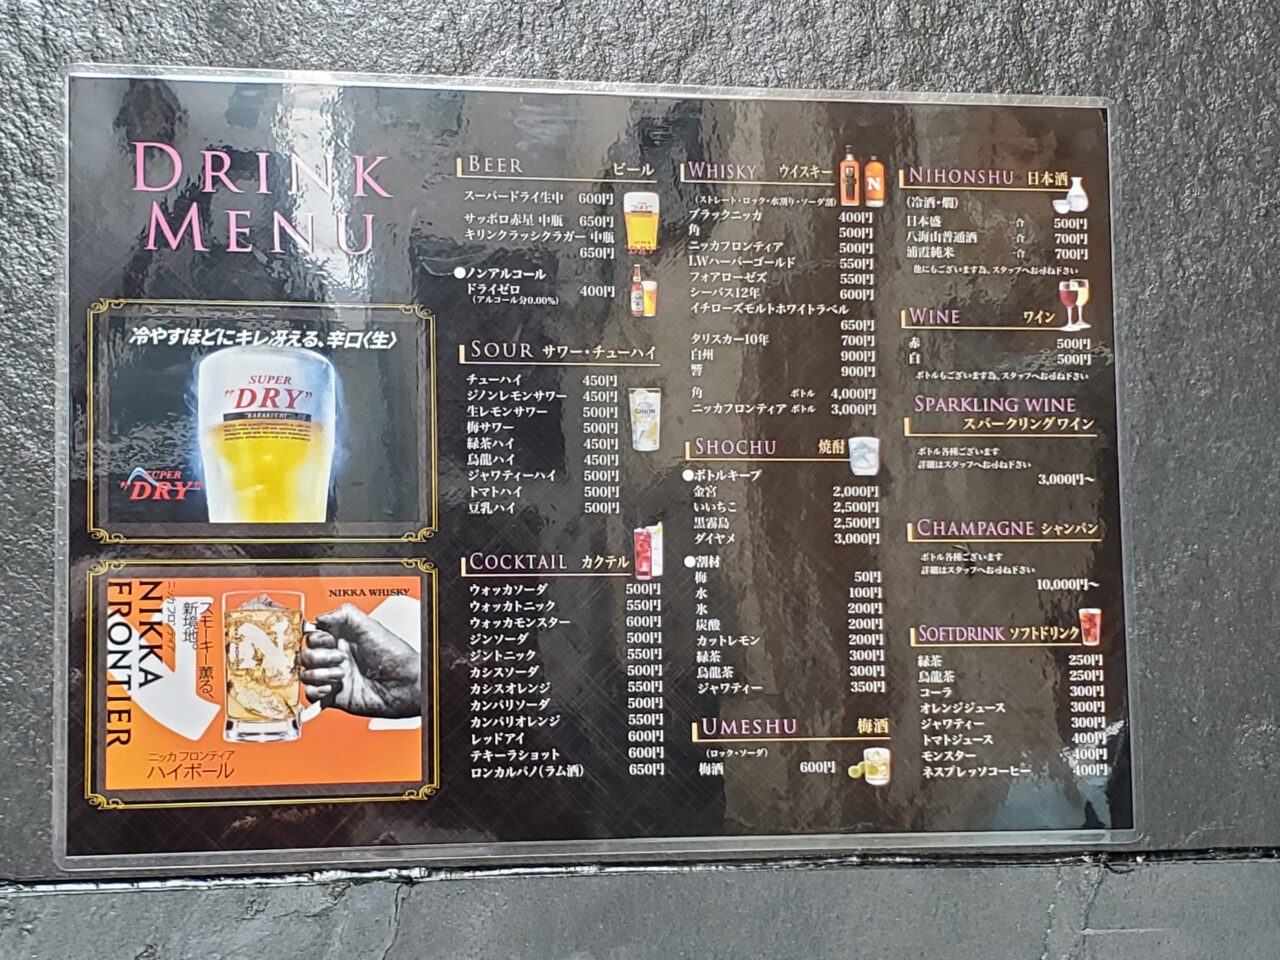 DRINK
MENU
冷やすほどにキレ冴える、辛口〈生〉
SUPER
"DRY"
"KARAKUCHI"
SUPER
"DRY"
NIKKA WHISKY
NIKKA
FRONTIER
ニッカ フロンティア
スモーキー薫る、
新境地。
N
ニッカ フロンティア
ハイボール
BEER ビール
スーパードライ生中 600円
サッポロ赤星 中瓶 650円
キリンクラッシクラガー 中瓶
650円
●ノンアルコール
ドライゼロ 400円
(アルコール分0.00%)
SOUR サワー・チューハイ
チューハイ 450円
ジノンレモンサワー 450円
生レモンサワー 500円
梅サワー 500円
緑茶ハイ 450円
烏龍ハイ 450円
ジャワティーハイ 500円
トマトハイ 500円
豆乳ハイ 500円
COCKTAIL カクテル
ウォッカソーダ 500円
ウォッカトニック 550円
ウォッカモンスター 600円
ジンソーダ 500円
ジントニック 550円
カシスソーダ 500円
カシスオレンジ 550円
カンパリソーダ 500円
カンパリオレンジ 550円
レッドアイ 600円
テキーラショット 600円
ロンカルパノ(ラム酒) 650円
WHISKY ウイスキー
(ストレート・ロック・水割り・ソーダ割)
ブラックニッカ 400円
角 500円
ニッカフロンティア 500円
I.Wハーパーゴールド 550円
フォアローゼズ 550円
シーバス12年 600円
イチローズモルトホワイトラベル
650円
タリスカー10年 700円
白州 900円
響 900円
角 ボトル 4,000円
ニッカフロンティア ボトル 3,000円
SHOCHU 焼酎
●ボトルキープ
金宮 2,000円
いいちこ 2,500円
黒霧島 2,500円
ダイヤメ 3,000円
●割材
梅 50円
水 100円
氷 200円
炭酸 200円
カットレモン 200円
緑茶 300円
烏龍茶 300円
ジャワティー 350円
UMESHU 梅酒
(ロック・ソーダ)
梅酒 600円
NIHONSHU 日本酒
(冷酒・燗)
日本盛 一合 500円
八海山普通酒 一合 700円
浦霞純米 一合 700円
他にもございます為、スタッフへお尋ね下さい
WINE ワイン
赤 500円
白 500円
ボトルもございます為、スタッフへお尋ね下さい
SPARKLING WINE
スパークリングワイン
ボトル各種ございます
詳細はスタッフへお尋ね下さい
3,000円~
CHAMPAGNE シャンパン
ボトル各種ございます
詳細はスタッフへお尋ね下さい
10,000円~
SOFTDRINK ソフトドリンク
緑茶 250円
烏龍茶 250円
コーラ 300円
オレンジジュース 300円
ジャワティー 300円
トマトジュース 400円
モンスター 400円
ネスプレッソコーヒー 400円